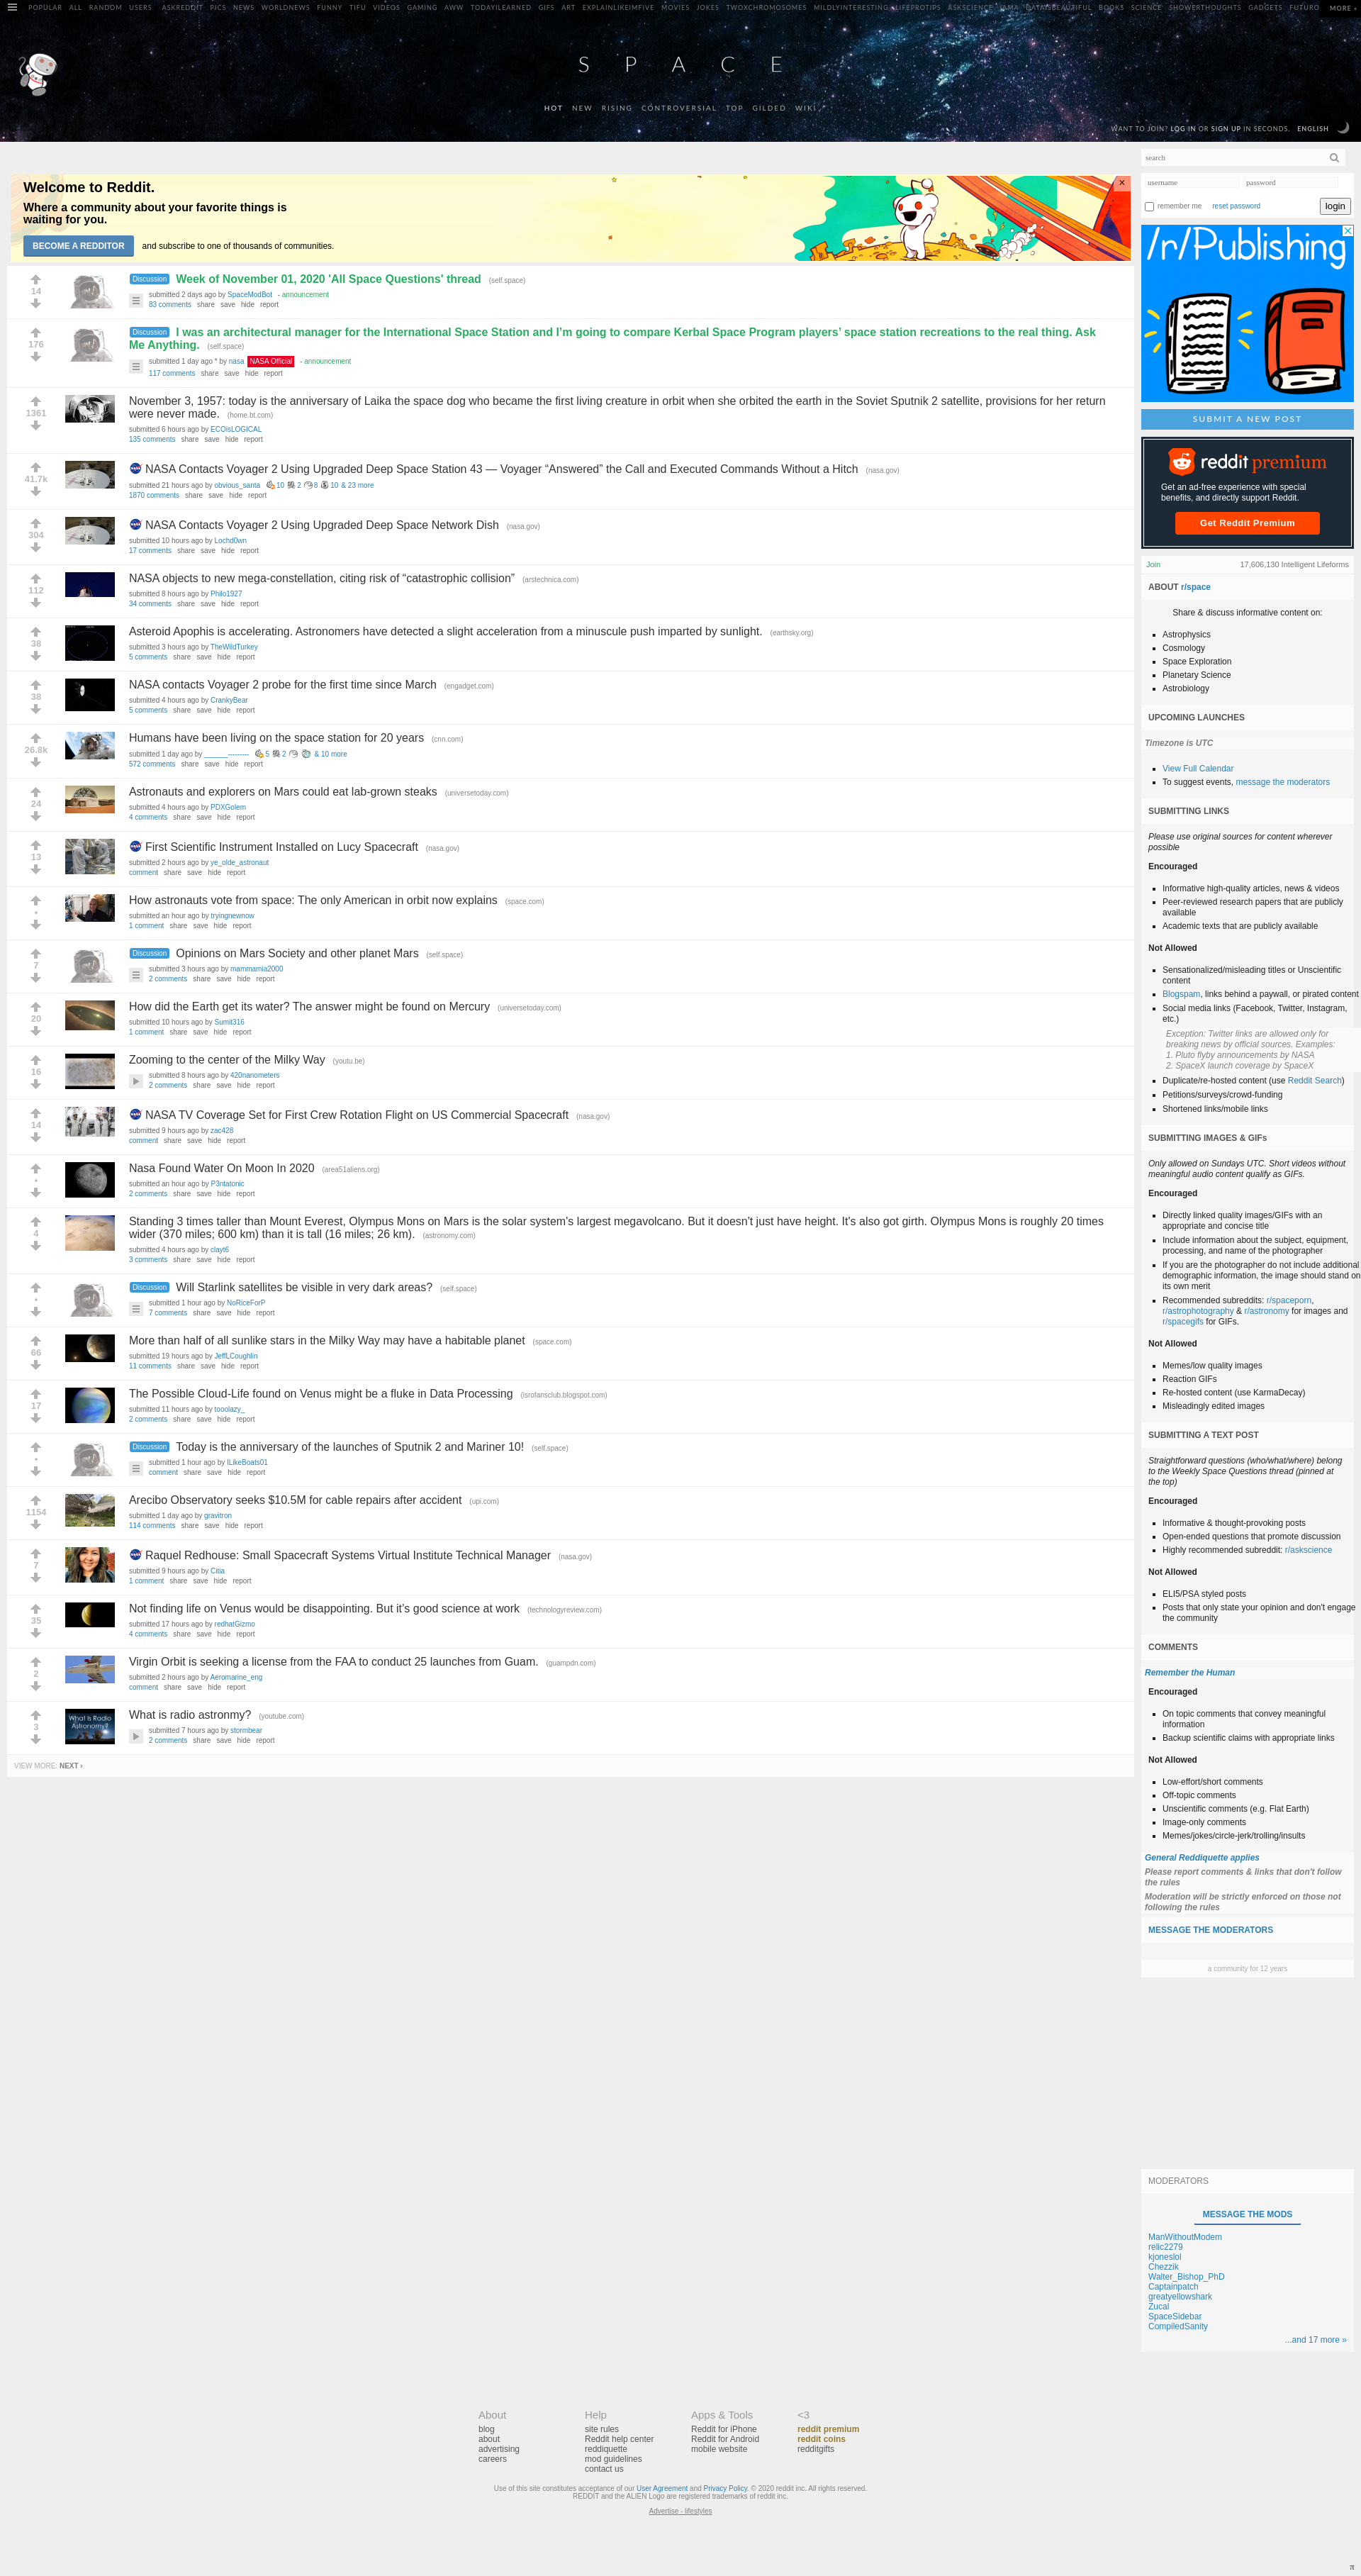 POPULAR ALL RANDOM USERS ASKREDDIT PICS NEWS WORLDNEWS FUNNY TIFU VIDEOS GAMING AWW TODAYILEARNED GIFS ART EXPLAINLIKEIMFIVE MOVIES JOKES TWOXCHROMOSOMES MILDLYINTERESTING LIFEPROTIPS ASKSCIENCE IAMA DATAISBEAUTIFUL BOOKS SCIENCE SHOWERTHOUGHTS GADGETS FUTURO MORE »
SPACE
HOT NEW RISING CONTROVERSIAL TOP GILDED WIKI
WANT TO JOIN? LOG IN OR SIGN UP IN SECONDS. ENGLISH
Welcome to Reddit.
Where a community about your favorite things is
waiting for you.
BECOME A REDDITOR and subscribe to one of thousands of communities.
14
Discussion Week of November 01, 2020 'All Space Questions' thread (self.space)
submitted 2 days ago by SpaceModBot - announcement
83 comments share save hide report
176
Discussion I was an architectural manager for the International Space Station and I'm going to compare Kerbal Space Program players' space station recreations to the real thing. Ask
Me Anything. (self.space)
submitted 1 day ago * by nasa NASA Official - announcement
117 comments share save hide report
1361
November 3, 1957: today is the anniversary of Laika the space dog who became the first living creature in orbit when she orbited the earth in the Soviet Sputnik 2 satellite, provisions for her return
were never made. (home.bt.com)
submitted 6 hours ago by ECOisLOGICAL
135 comments share save hide report
41.7k
NASA Contacts Voyager 2 Using Upgraded Deep Space Station 43 — Voyager “Answered” the Call and Executed Commands Without a Hitch (nasa.gov)
submitted 21 hours ago by obvious_santa 10 2 8 10 & 23 more
1870 comments share save hide report
304
NASA Contacts Voyager 2 Using Upgraded Deep Space Network Dish (nasa.gov)
submitted 10 hours ago by Lochd0wn
17 comments share save hide report
112
NASA objects to new mega-constellation, citing risk of “catastrophic collision” (arstechnica.com)
submitted 8 hours ago by Philo1927
34 comments share save hide report
38
Asteroid Apophis is accelerating. Astronomers have detected a slight acceleration from a minuscule push imparted by sunlight. (earthsky.org)
submitted 3 hours ago by TheWildTurkey
5 comments share save hide report
38
NASA contacts Voyager 2 probe for the first time since March (engadget.com)
submitted 4 hours ago by CrankyBear
5 comments share save hide report
26.8k
Humans have been living on the space station for 20 years (cnn.com)
submitted 1 day ago by 5 2 & 10 more
572 comments share save hide report
24
Astronauts and explorers on Mars could eat lab-grown steaks (universetoday.com)
submitted 4 hours ago by PDXGolem
4 comments share save hide report
13
First Scientific Instrument Installed on Lucy Spacecraft (nasa.gov)
submitted 2 hours ago by ye_olde_astronaut
comment share save hide report
•
How astronauts vote from space: The only American in orbit now explains (space.com)
submitted an hour ago by tryingnewnow
1 comment share save hide report
7
Discussion Opinions on Mars Society and other planet Mars (self.space)
submitted 3 hours ago by mammamia2000
2 comments share save hide report
20
How did the Earth get its water? The answer might be found on Mercury (universetoday.com)
submitted 10 hours ago by Sumit316
1 comment share save hide report
16
Zooming to the center of the Milky Way (youtu.be)
submitted 8 hours ago by 420nanometers
2 comments share save hide report
14
NASA TV Coverage Set for First Crew Rotation Flight on US Commercial Spacecraft (nasa.gov)
submitted 9 hours ago by zac428
comment share save hide report
•
Nasa Found Water On Moon In 2020 (area51aliens.org)
submitted an hour ago by P3ntatonic
2 comments share save hide report
4
Standing 3 times taller than Mount Everest, Olympus Mons on Mars is the solar system's largest megavolcano. But it doesn't just have height. It's also got girth. Olympus Mons is roughly 20 times
wider (370 miles; 600 km) than it is tall (16 miles; 26 km). (astronomy.com)
submitted 4 hours ago by clayt6
3 comments share save hide report
•
Discussion Will Starlink satellites be visible in very dark areas? (self.space)
submitted 1 hour ago by NoRiceForP
7 comments share save hide report
66
More than half of all sunlike stars in the Milky Way may have a habitable planet (space.com)
submitted 19 hours ago by JeffLCoughlin
11 comments share save hide report
17
The Possible Cloud-Life found on Venus might be a fluke in Data Processing (isrofansclub.blogspot.com)
submitted 11 hours ago by tooolazy_
2 comments share save hide report
•
Discussion Today is the anniversary of the launches of Sputnik 2 and Mariner 10! (self.space)
submitted 1 hour ago by ILikeBoats01
comment share save hide report
1154
Arecibo Observatory seeks $10.5M for cable repairs after accident (upi.com)
submitted 1 day ago by gravitron
114 comments share save hide report
7
Raquel Redhouse: Small Spacecraft Systems Virtual Institute Technical Manager (nasa.gov)
submitted 9 hours ago by Citia
1 comment share save hide report
35
Not finding life on Venus would be disappointing. But it's good science at work (technologyreview.com)
submitted 17 hours ago by redhatGizmo
4 comments share save hide report
2
Virgin Orbit is seeking a license from the FAA to conduct 25 launches from Guam. (guampdn.com)
submitted 2 hours ago by Aeromarine_eng
comment share save hide report
3
What is Radio
Astronomy?
What is radio astronmy? (youtube.com)
submitted 7 hours ago by stormbear
2 comments share save hide report
VIEW MORE: NEXT ›
search
username password
remember me reset password login
/r/Publishing
SUBMIT A NEW POST
reddit premium
Get an ad-free experience with special
benefits, and directly support Reddit.
Get Reddit Premium
Join 17,606,130 Intelligent Lifeforms
ABOUT r/space
Share & discuss informative content on:
Astrophysics
Cosmology
Space Exploration
Planetary Science
Astrobiology
UPCOMING LAUNCHES
Timezone is UTC
View Full Calendar
To suggest events, message the moderators
SUBMITTING LINKS
Please use original sources for content wherever
possible
Encouraged
Informative high-quality articles, news & videos
Peer-reviewed research papers that are publicly
available
Academic texts that are publicly available
Not Allowed
Sensationalized/misleading titles or Unscientific
content
Blogspam, links behind a paywall, or pirated content
Social media links (Facebook, Twitter, Instagram,
etc.)
Exception: Twitter links are allowed only for
breaking news by official sources. Examples:
1. Pluto flyby announcements by NASA
2. SpaceX launch coverage by SpaceX
Duplicate/re-hosted content (use Reddit Search)
Petitions/surveys/crowd-funding
Shortened links/mobile links
SUBMITTING IMAGES & GIFs
Only allowed on Sundays UTC. Short videos without
meaningful audio content qualify as GIFs.
Encouraged
Directly linked quality images/GIFs with an
appropriate and concise title
Include information about the subject, equipment,
processing, and name of the photographer
If you are the photographer do not include additional
demographic information, the image should stand on
its own merit
Recommended subreddits: r/spaceporn,
r/astrophotography & r/astronomy for images and
r/spacegifs for GIFs.
Not Allowed
Memes/low quality images
Reaction GIFs
Re-hosted content (use KarmaDecay)
Misleadingly edited images
SUBMITTING A TEXT POST
Straightforward questions (who/what/where) belong
to the Weekly Space Questions thread (pinned at
the top)
Encouraged
Informative & thought-provoking posts
Open-ended questions that promote discussion
Highly recommended subreddit: r/askscience
Not Allowed
ELI5/PSA styled posts
Posts that only state your opinion and don't engage
the community
COMMENTS
Remember the Human
Encouraged
On topic comments that convey meaningful
information
Backup scientific claims with appropriate links
Not Allowed
Low-effort/short comments
Off-topic comments
Unscientific comments (e.g. Flat Earth)
Image-only comments
Memes/jokes/circle-jerk/trolling/insults
General Reddiquette applies
Please report comments & links that don't follow
the rules
Moderation will be strictly enforced on those not
following the rules
MESSAGE THE MODERATORS
a community for 12 years
MODERATORS
MESSAGE THE MODS
ManWithoutModem
relic2279
kjoneslol
Chezzik
Walter_Bishop_PhD
Captainpatch
greatyellowshark
Zucal
SpaceSidebar
CompiledSanity
...and 17 more »
About Help Apps & Tools <3
blog site rules Reddit for iPhone reddit premium
about Reddit help center Reddit for Android reddit coins
advertising reddiquette mobile website redditgifts
careers mod guidelines
contact us
Use of this site constitutes acceptance of our User Agreement and Privacy Policy. © 2020 reddit inc. All rights reserved.
REDDIT and the ALIEN Logo are registered trademarks of reddit inc.
Advertise - lifestyles
π